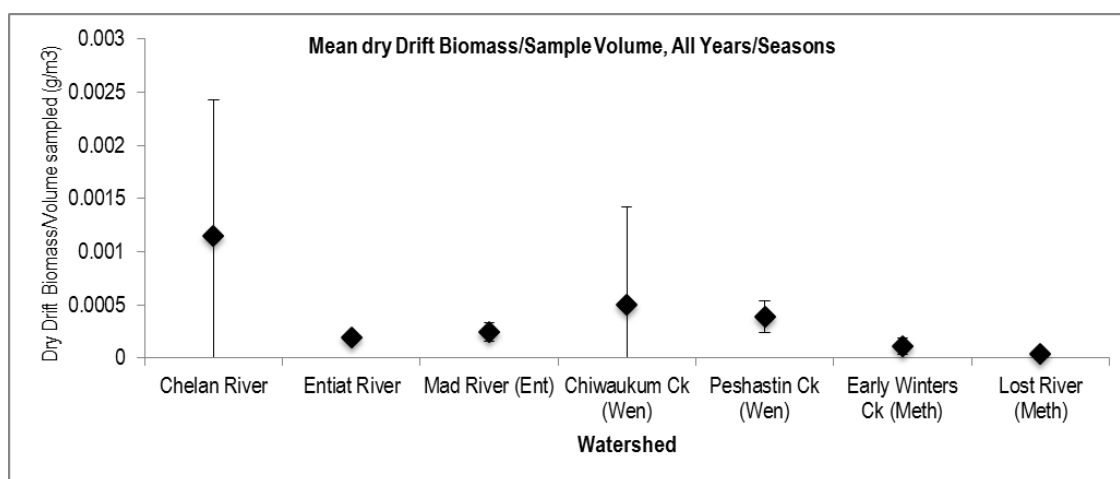 Mean dry Drift Biomass/Sample Volume, All Years/Seasons
Dry Drift Biomass/Volume sampled (g/m3)
0.003
0.0025
0.002
0.0015
0.001
0.0005
0
Chelan River
Entiat River
Mad River (Ent)
Chiwaukum Ck
(Wen)
Peshastin Ck
(Wen)
Early Winters
Ck (Meth)
Lost River
(Meth)
Watershed